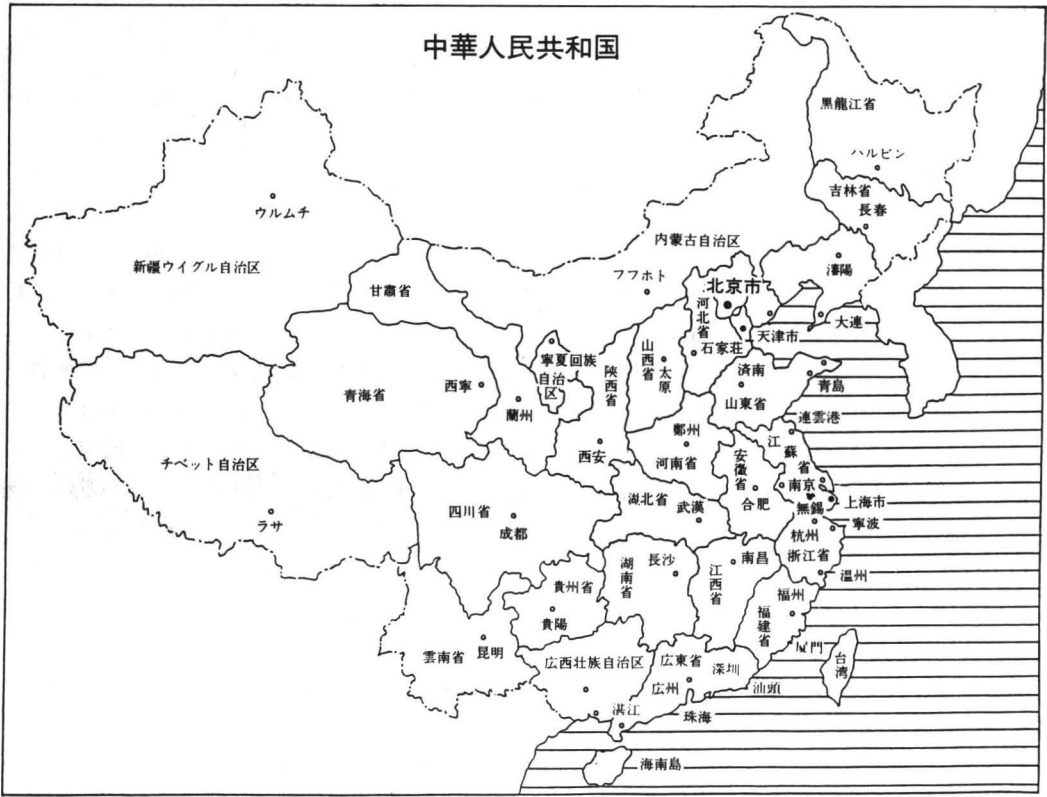 中華人民共和国
黒龍江省
ハルビン
吉林省
長春
瀋陽
内蒙古自治区
フフホト
北京市
河北省
天津市
大連
石家荘
ウルムチ
新疆ウイグル自治区
甘肅省
寧夏回族
自治
区
陝西省
山西省
太原
済南
青島
山東省
青海省
西寧
蘭州
連雲港
鄭州
河南省
西安
江蘇省
安徽省
南京
合肥
無錫
上海市
チベット自治区
ラサ
四川省
成都
湖北省
武漢
寧波
杭州
浙江省
温州
湖南省
長沙
江西省
南昌
貴州省
貴陽
福州
福建省
厦門
台湾
雲南省
昆明
広西壮族自治区
広東省
深圳
広州
汕頭
湛江
珠海
海南島